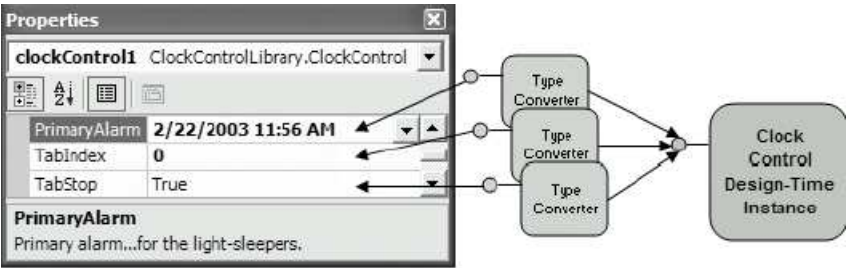 Properties
clockControl1 ClockControlLibrary.ClockControl
A
Z
PrimaryAlarm 2/22/2003 11:56 AM
TabIndex 0
TabStop True
PrimaryAlarm
Primary alarm...for the light-sleepers.
Type
Converter
Type
Converter
Type
Converter
Clock
Control
Design-Time
Instance